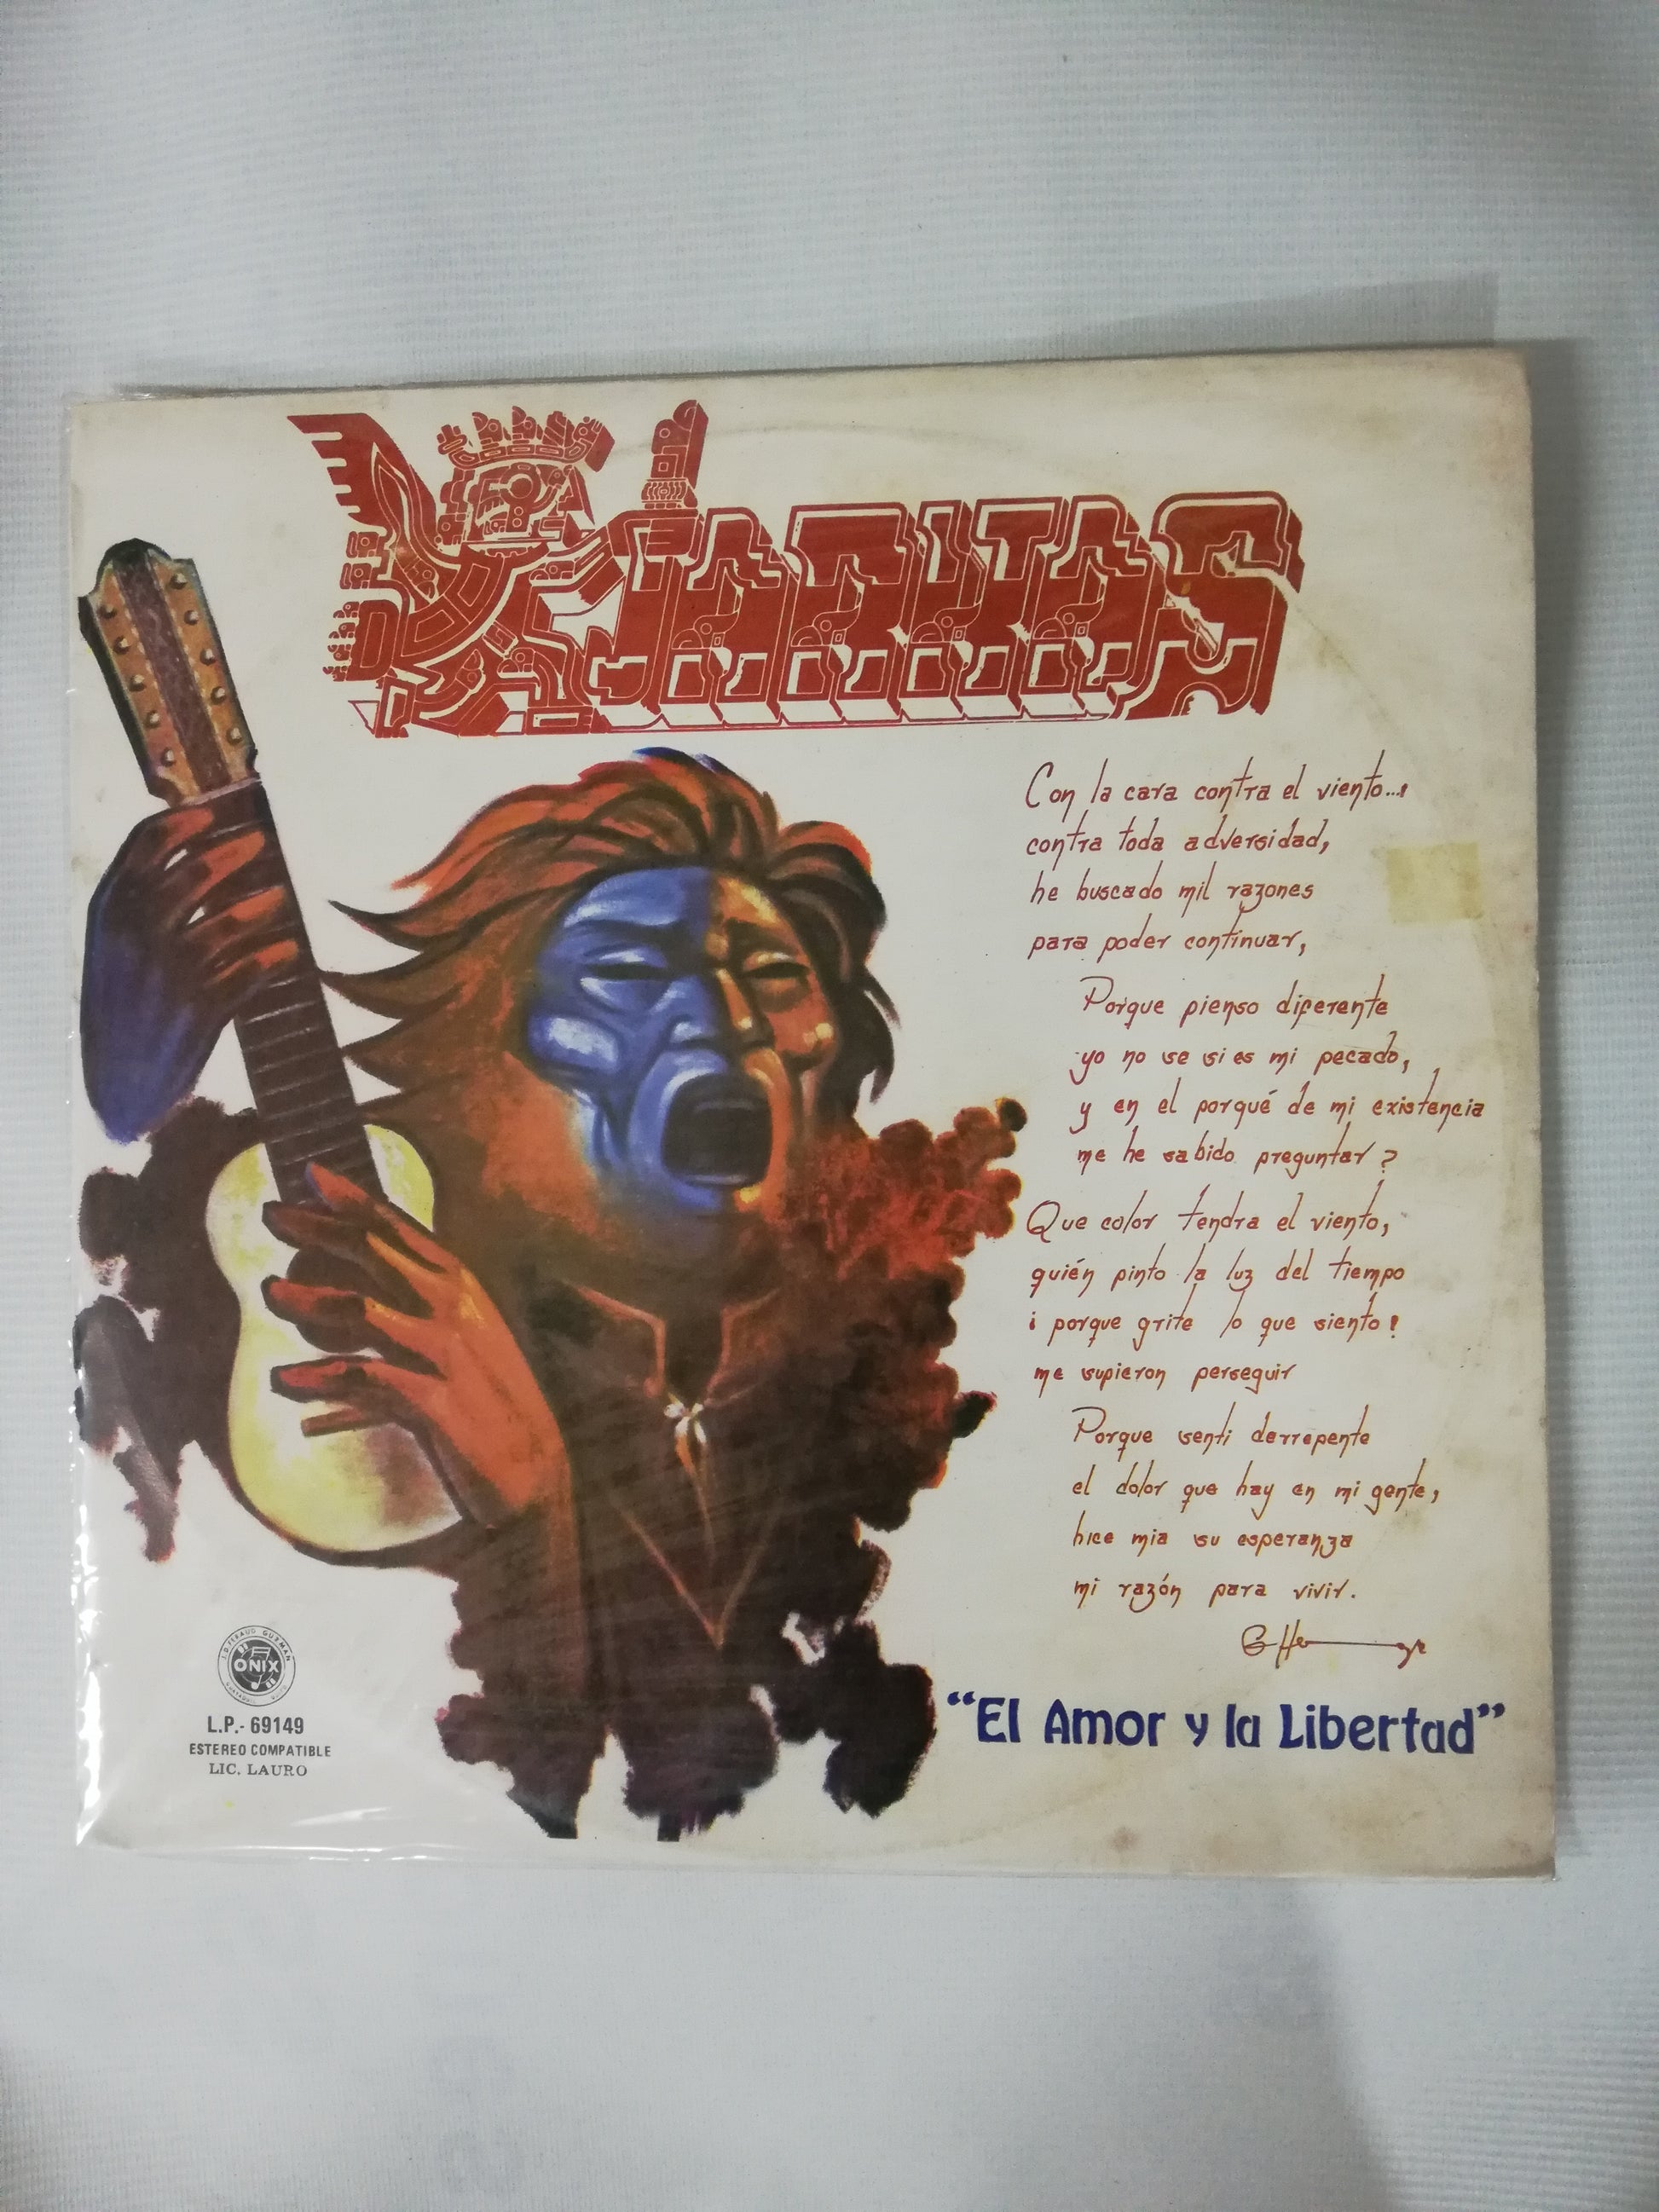 KJARKAS
Con la cara contra el viento...!
contra toda adversidad,
he buscado mil razones
para poder continuar,
Porque pienso diferente
yo no se si es mi pecado,
y en el porqué de mi existencia
me he sabido preguntar?
Que color tendra el viento,
quién pinto la luz del tiempo
¡porque grite lo que siento!
me supieron perseguir
Porque senti derrepente
el dolor que hay en mi gente,
hice mia su esperanza
mi razón para vivir.
"El Amor y la Libertad"
J.D. FERAUD GUZMAN
ONIX
GUAYAQUIL QUITO
L.P.- 69149
ESTEREO COMPATIBLE
LIC. LAURO